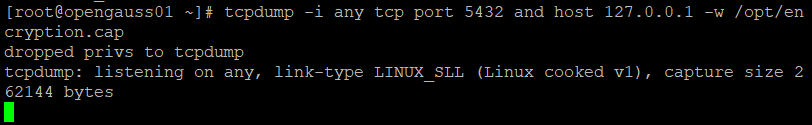 [root@opengauss01 ~]# tcpdump -i any tcp port 5432 and host 127.0.0.1 -w /opt/en
cryption.cap
dropped privs to tcpdump
tcpdump: listening on any, link-type LINUX_SLL (Linux cooked v1), capture size 2
62144 bytes